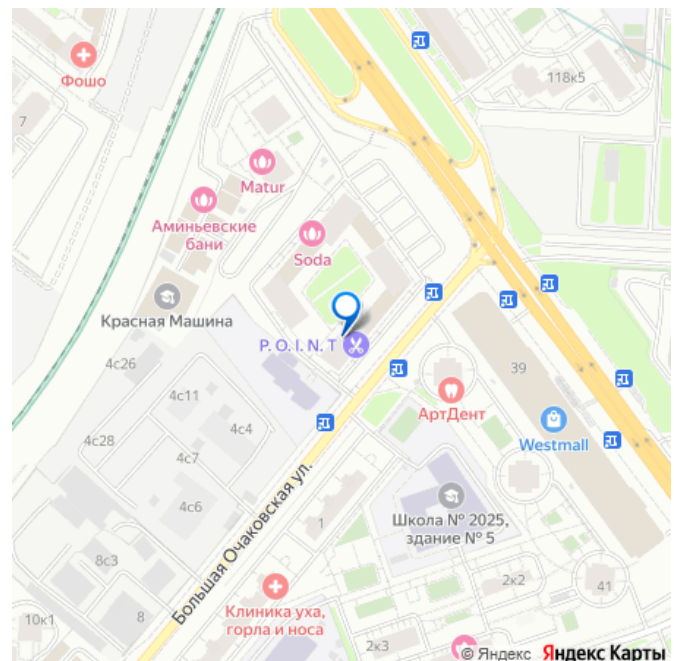 Фошо
7
118к5
Matur
Аминьевские
бани
Soda
Красная Машина
P. O. I. N. T
4с26
4с11
4с4
39
АртДент
Westmall
4с28
4с7
4с6
Большая Очаковская ул.
Школа № 2025,
здание № 5
1
8с3
2к2
41
Клиника уха,
горла и носа
10к1
8
2к3
© Яндекс Яндекс Карты